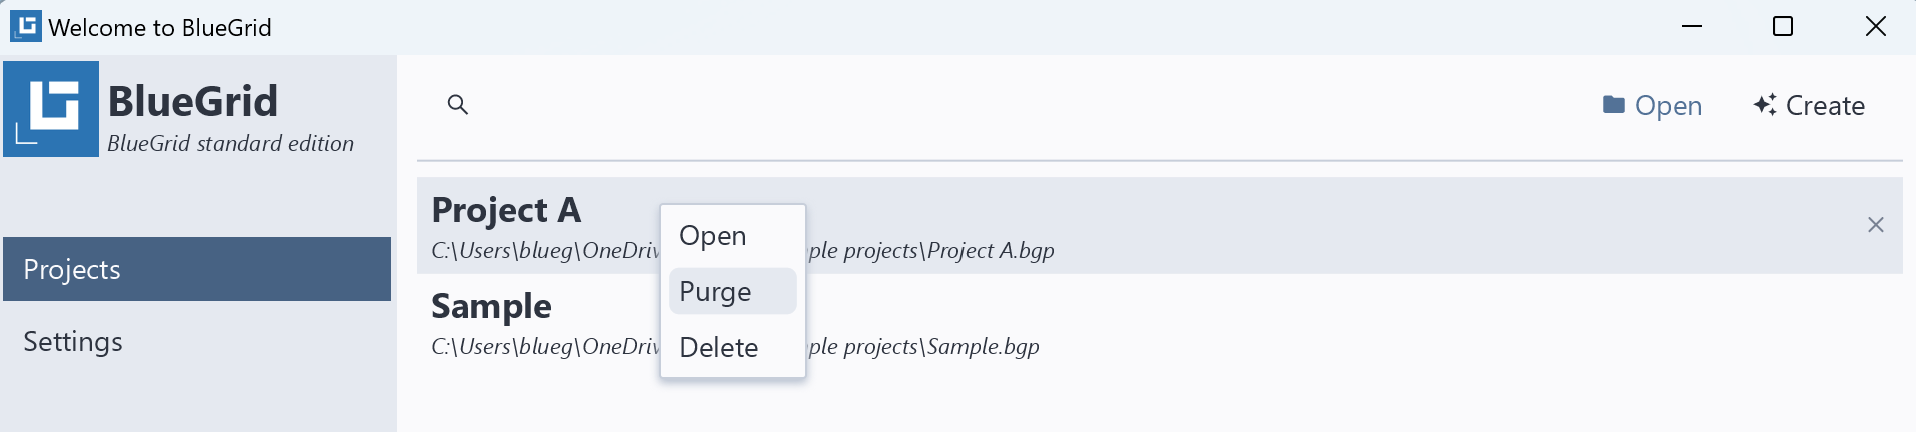 Welcome to BlueGrid
BlueGrid
BlueGrid standard edition
Open
Create
Projects
Settings
Project A
C:\Users\blueg\OneDriv ple projects\Project A.bgp
Sample
C:\Users\blueg\OneDriv ple projects\Sample.bgp
Open
Purge
Delete